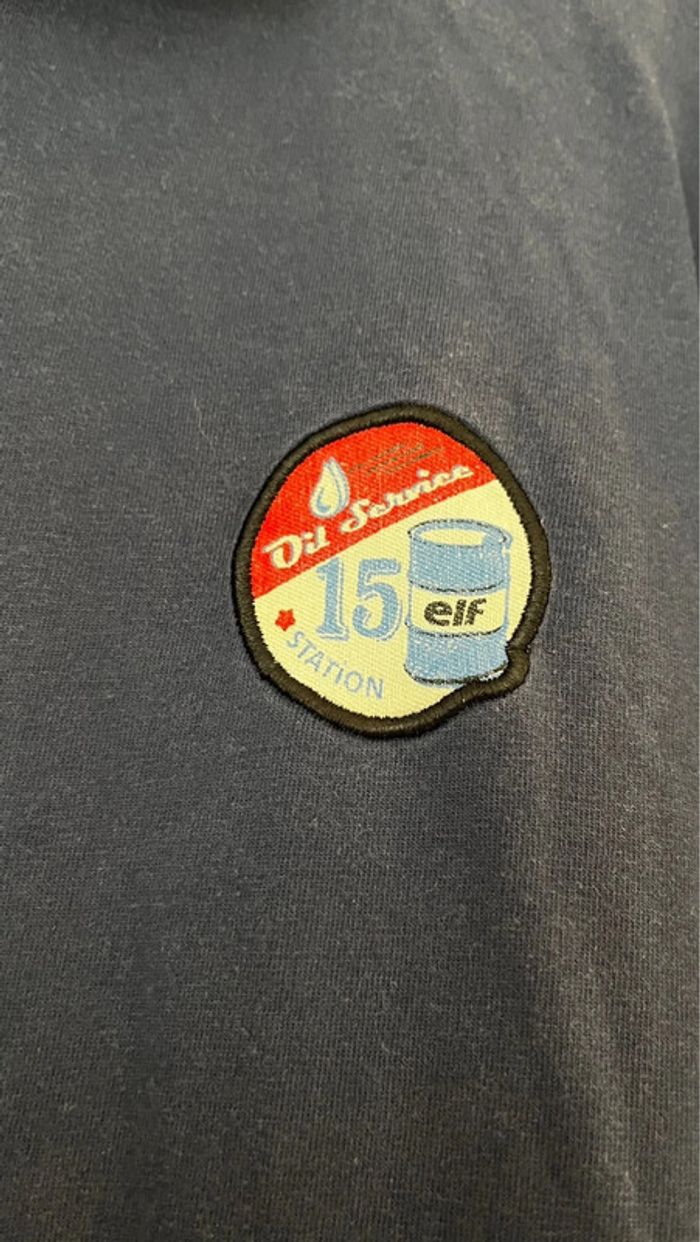 Oil Service
15
elf
STATiON